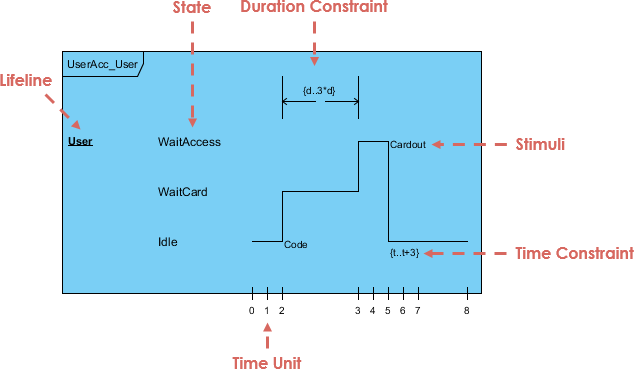 State
Duration Constraint
UserAcc_User
Lifeline
{d..3*d}
User
WaitAccess
Cardout
Stimuli
WaitCard
Idle
Code
{t..t+3}
Time Constraint
0 1 2 3 4 5 6 7 8
Time Unit